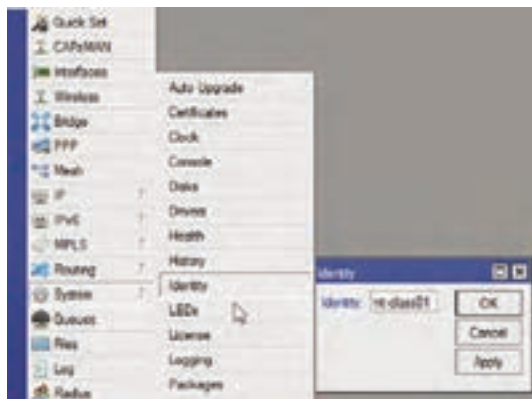 Quick Set
CAPsMAN
Interfaces
Wireless
Bridge
PPP
Mesh
IP
IPv6
MPLS
Routing
System
Queues
Files
Log
Radius
Auto Upgrade
Certificates
Clock
Console
Disks
Drivers
Health
History
Identity
LEDs
License
Logging
Packages
Identity
Identity:
OK
Cancel
Apply